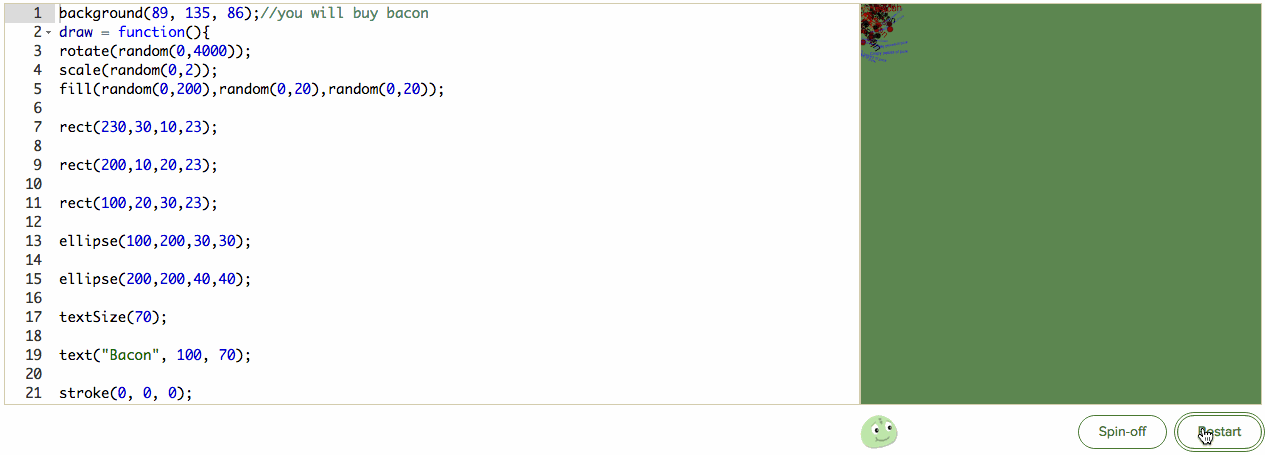 1 background(89, 135, 86);//you will buy bacon
2 draw = function(){
3 rotate(random(0,4000));
4 scale(random(0,2));
5 fill(random(0,200),random(0,20),random(0,20));
6
7 rect(230,30,10,23);
8
9 rect(200,10,20,23);
10
11 rect(100,20,30,23);
12
13 ellipse(100,200,30,30);
14
15 ellipse(200,200,40,40);
16
17 textSize(70);
18
19 text("Bacon", 100, 70);
20
21 stroke(0, 0, 0);
Spin-off
Restart